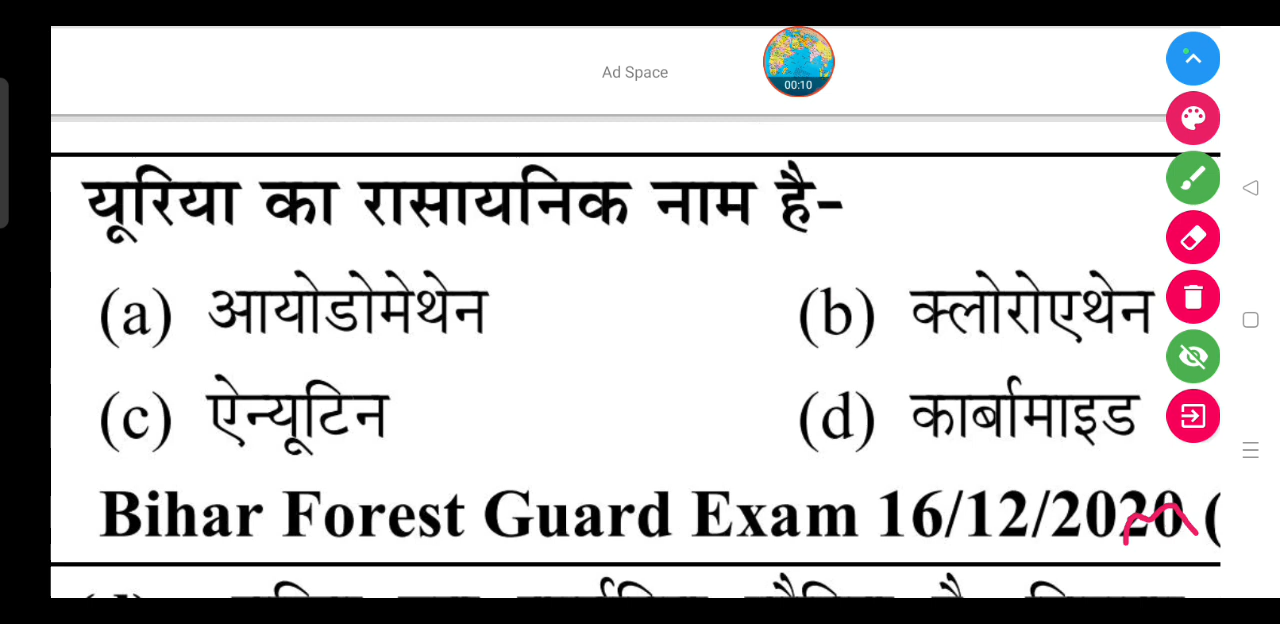 Ad Space
00:10
यूरिया का रासायनिक नाम है-
(a) आयोडोमेथेन (b) क्लोरोएथेन
(c) ऐन्यूटिन (d) कार्बामाइड
Bihar Forest Guard Exam 16/12/2020 (